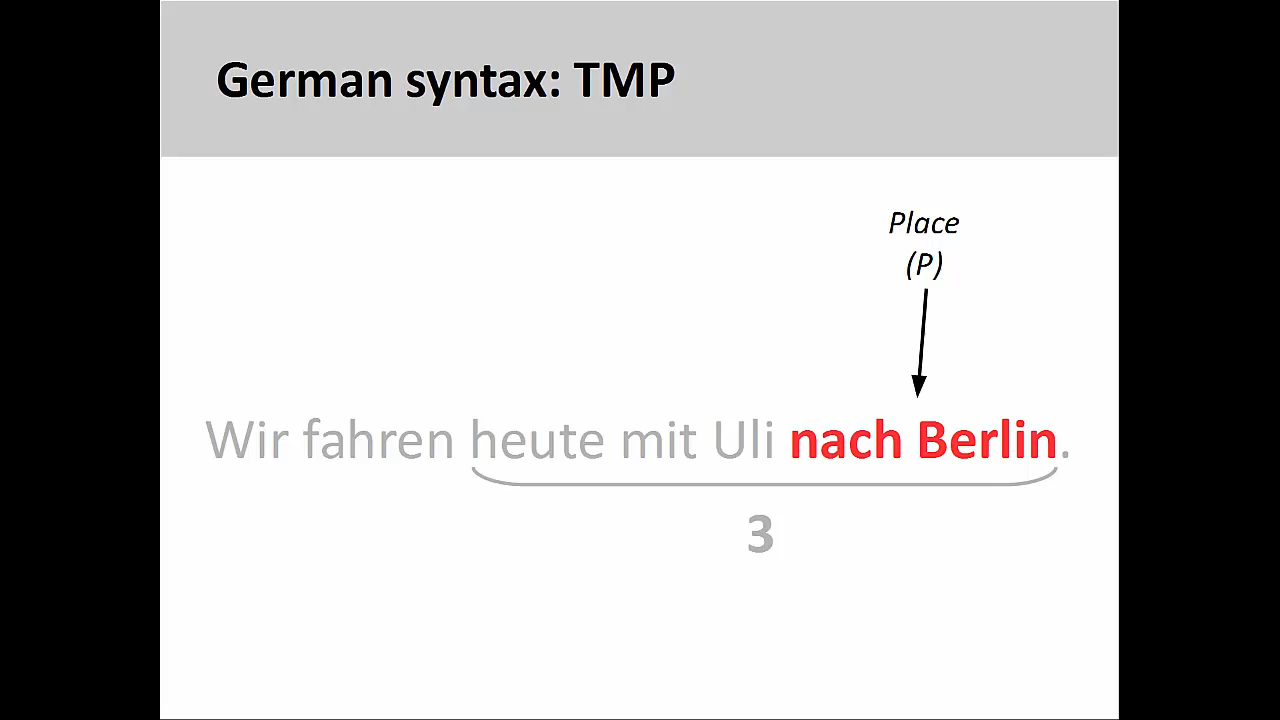 German syntax: TMP
Place
(P)
Wir fahren heute mit Uli nach Berlin.
3